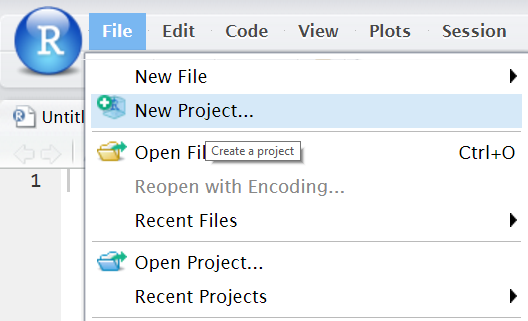 R File Edit Code View Plots Session
New File
New Project...
R Untitl
Open Fil Create a project Ctrl+O
1 Reopen with Encoding...
Recent Files
Open Project...
Recent Projects